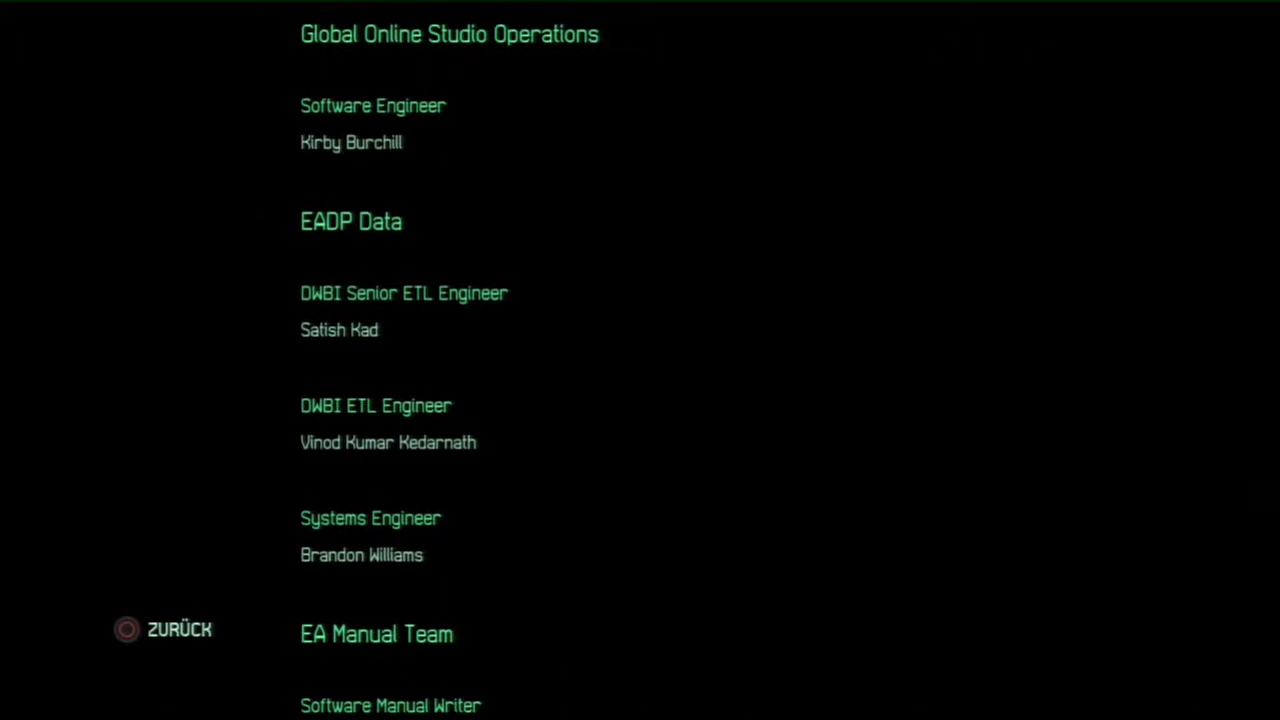 Global Online Studio Operations
Software Engineer
Kirby Burchill
EADP Data
DWBI Senior ETL Engineer
Satish Kad
DWBI ETL Engineer
Vinod Kumar Kedarnath
Systems Engineer
Brandon Williams
ZURÜCK
EA Manual Team
Software Manual Writer